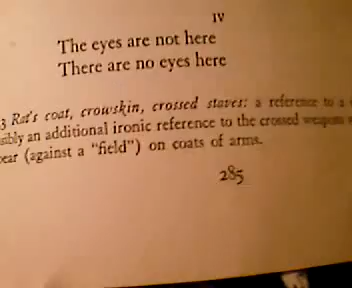 IV
The eyes are not here
There are no eyes here
3 Rat's coat, crowskin, crossed staves: a reference to a
sibly an additional ironic reference to the crossed weapons
ear (against a "field") on coats of arms.
285